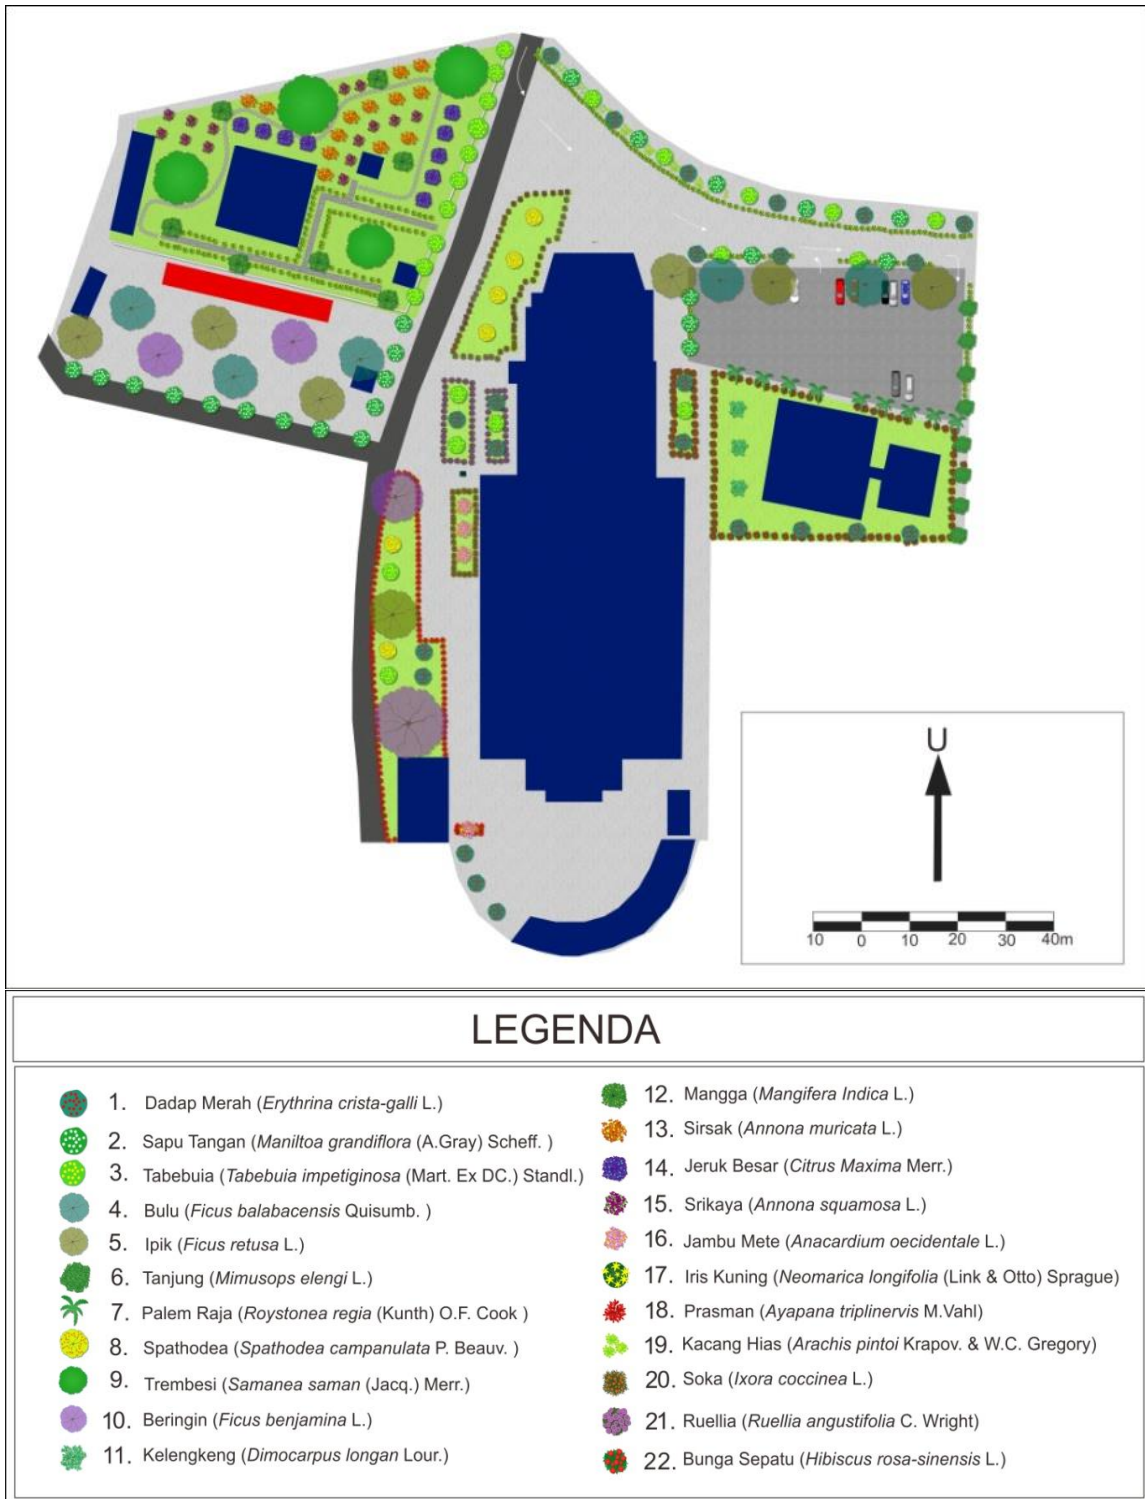 U
10 0 10 20 30 40m
LEGENDA
1. Dadap Merah (Erythrina crista-galli L.)
2. Sapu Tangan (Maniltoa grandiflora (A.Gray) Scheff. )
3. Tabebuia (Tabebuia impetiginosa (Mart. Ex DC.) Standl.)
4. Bulu (Ficus balabacensis Quisumb. )
5. Ipik (Ficus retusa L.)
6. Tanjung (Mimusops elengi L.)
7. Palem Raja (Roystonea regia (Kunth) O.F. Cook )
8. Spathodea (Spathodea campanulata P. Beauv. )
9. Trembesi (Samanea saman (Jacq.) Merr.)
10. Beringin (Ficus benjamina L.)
11. Kelengkeng (Dimocarpus longan Lour.)
12. Mangga (Mangifera Indica L.)
13. Sirsak (Annona muricata L.)
14. Jeruk Besar (Citrus Maxima Merr.)
15. Srikaya (Annona squamosa L.)
16. Jambu Mete (Anacardium oecidentale L.)
17. Iris Kuning (Neomarica longifolia (Link & Otto) Sprague)
18. Prasman (Ayapana triplinervis M.Vahl)
19. Kacang Hias (Arachis pintoi Krapov. & W.C. Gregory)
20. Soka (Ixora coccinea L.)
21. Ruellia (Ruellia angustifolia C. Wright)
22. Bunga Sepatu (Hibiscus rosa-sinensis L.)